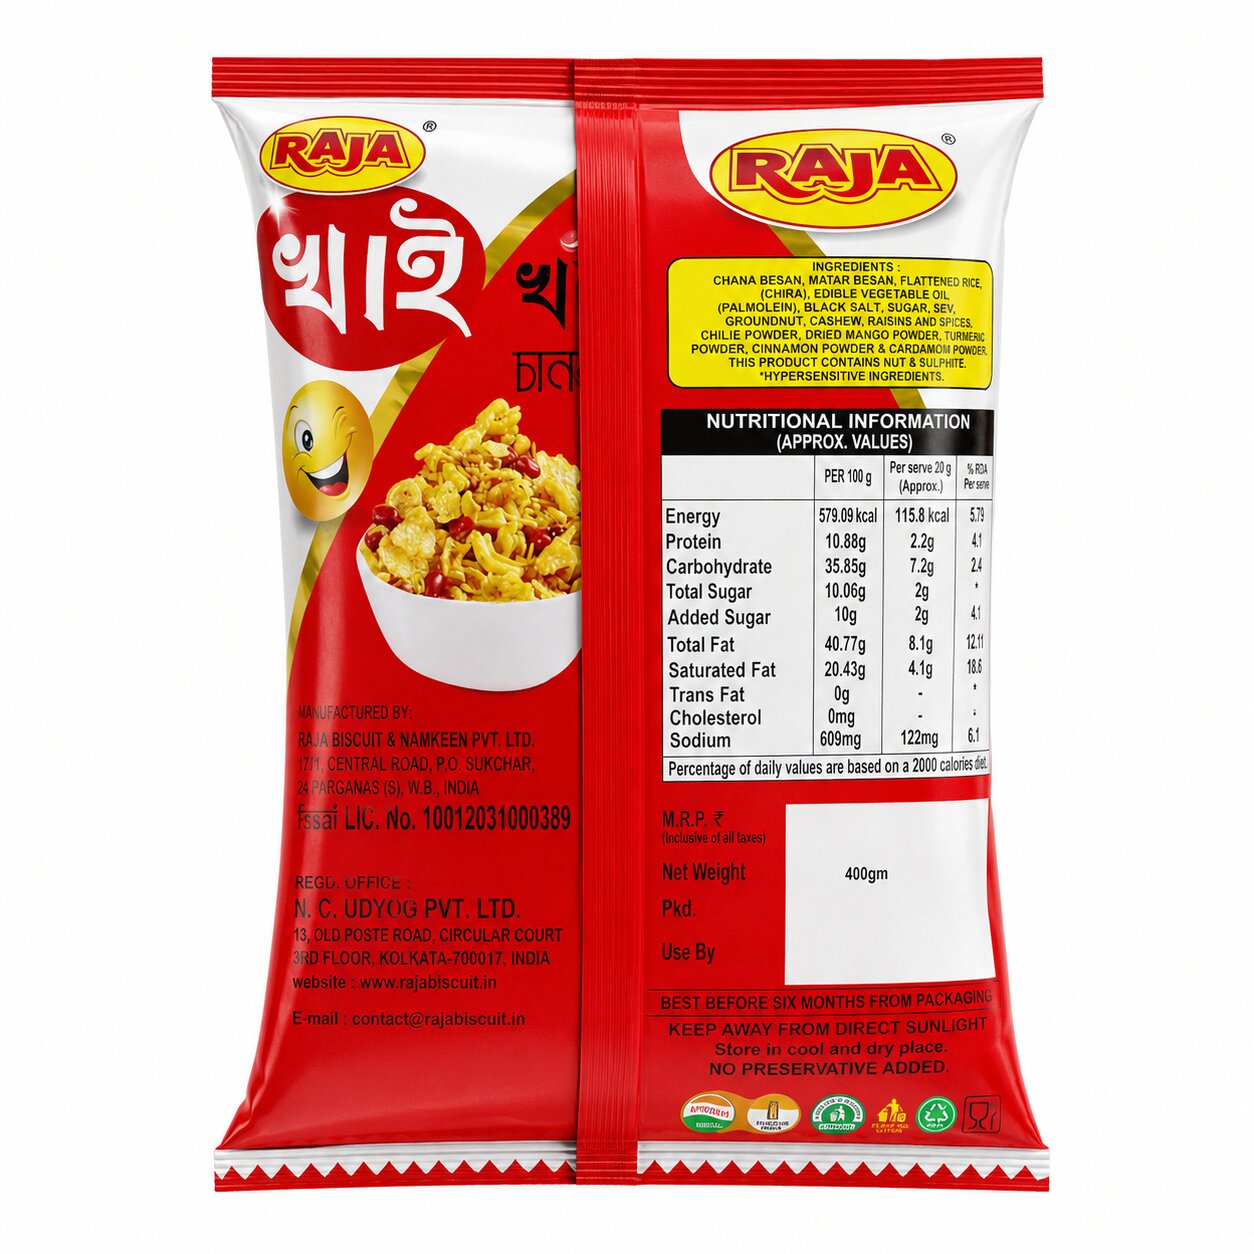 RAJA ®
খাই
খাঁ
চান
MANUFACTURED BY:
RAJA BISCUIT & NAMKEEN PVT. LTD.
17/1, CENTRAL ROAD, P.O. SUKCHAR,
24 PARGANAS (S), W.B., INDIA
fssai LIC. No. 10012031000389
REGD. OFFICE :
N. C. UDYOG PVT. LTD.
13, OLD POSTE ROAD, CIRCULAR COURT
3RD FLOOR, KOLKATA-700017, INDIA
website : www.rajabiscuit.in
E-mail : contact@rajabiscuit.in
RAJA ®
INGREDIENTS :
CHANA BESAN, MATAR BESAN, FLATTENED RICE,
(CHIRA), EDIBLE VEGETABLE OIL
(PALMOLEIN), BLACK SALT, SUGAR, SEV,
GROUNDNUT, CASHEW, RAISINS AND SPICES,
CHILIE POWDER, DRIED MANGO POWDER, TURMERIC
POWDER, CINNAMON POWDER & CARDAMOM POWDER.
THIS PRODUCT CONTAINS NUT & SULPHITE.
*HYPERSENSITIVE INGREDIENTS.
NUTRITIONAL INFORMATION
(APPROX. VALUES)
PER 100 g Per serve 20 g (Approx.) % RDA Per serve
Energy 579.09 kcal 115.8 kcal 5.79
Protein 10.88g 2.2g 4.1
Carbohydrate 35.85g 7.2g 2.4
Total Sugar 10.06g 2g *
Added Sugar 10g 2g 4.1
Total Fat 40.77g 8.1g 12.11
Saturated Fat 20.43g 4.1g 18.6
Trans Fat 0g - *
Cholesterol 0mg - -
Sodium 609mg 122mg 6.1
Percentage of daily values are based on a 2000 calories diet.
M.R.P. ₹
(Inclusive of all taxes)
Net Weight 400gm
Pkd.
Use By
BEST BEFORE SIX MONTHS FROM PACKAGING
KEEP AWAY FROM DIRECT SUNLIGHT
Store in cool and dry place.
NO PRESERVATIVE ADDED.